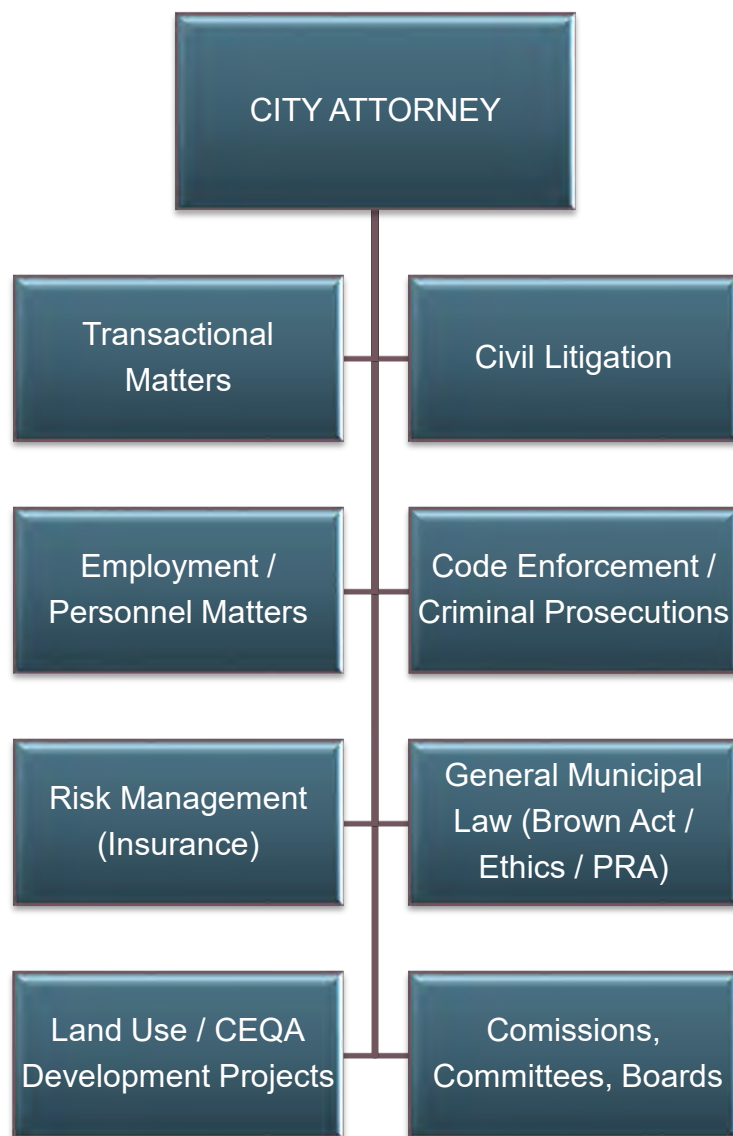 CITY ATTORNEY
Transactional
Matters
Civil Litigation
Employment /
Personnel Matters
Code Enforcement /
Criminal Prosecutions
Risk Management
(Insurance)
General Municipal
Law (Brown Act /
Ethics / PRA)
Land Use / CEQA
Development Projects
Comissions,
Committees, Boards